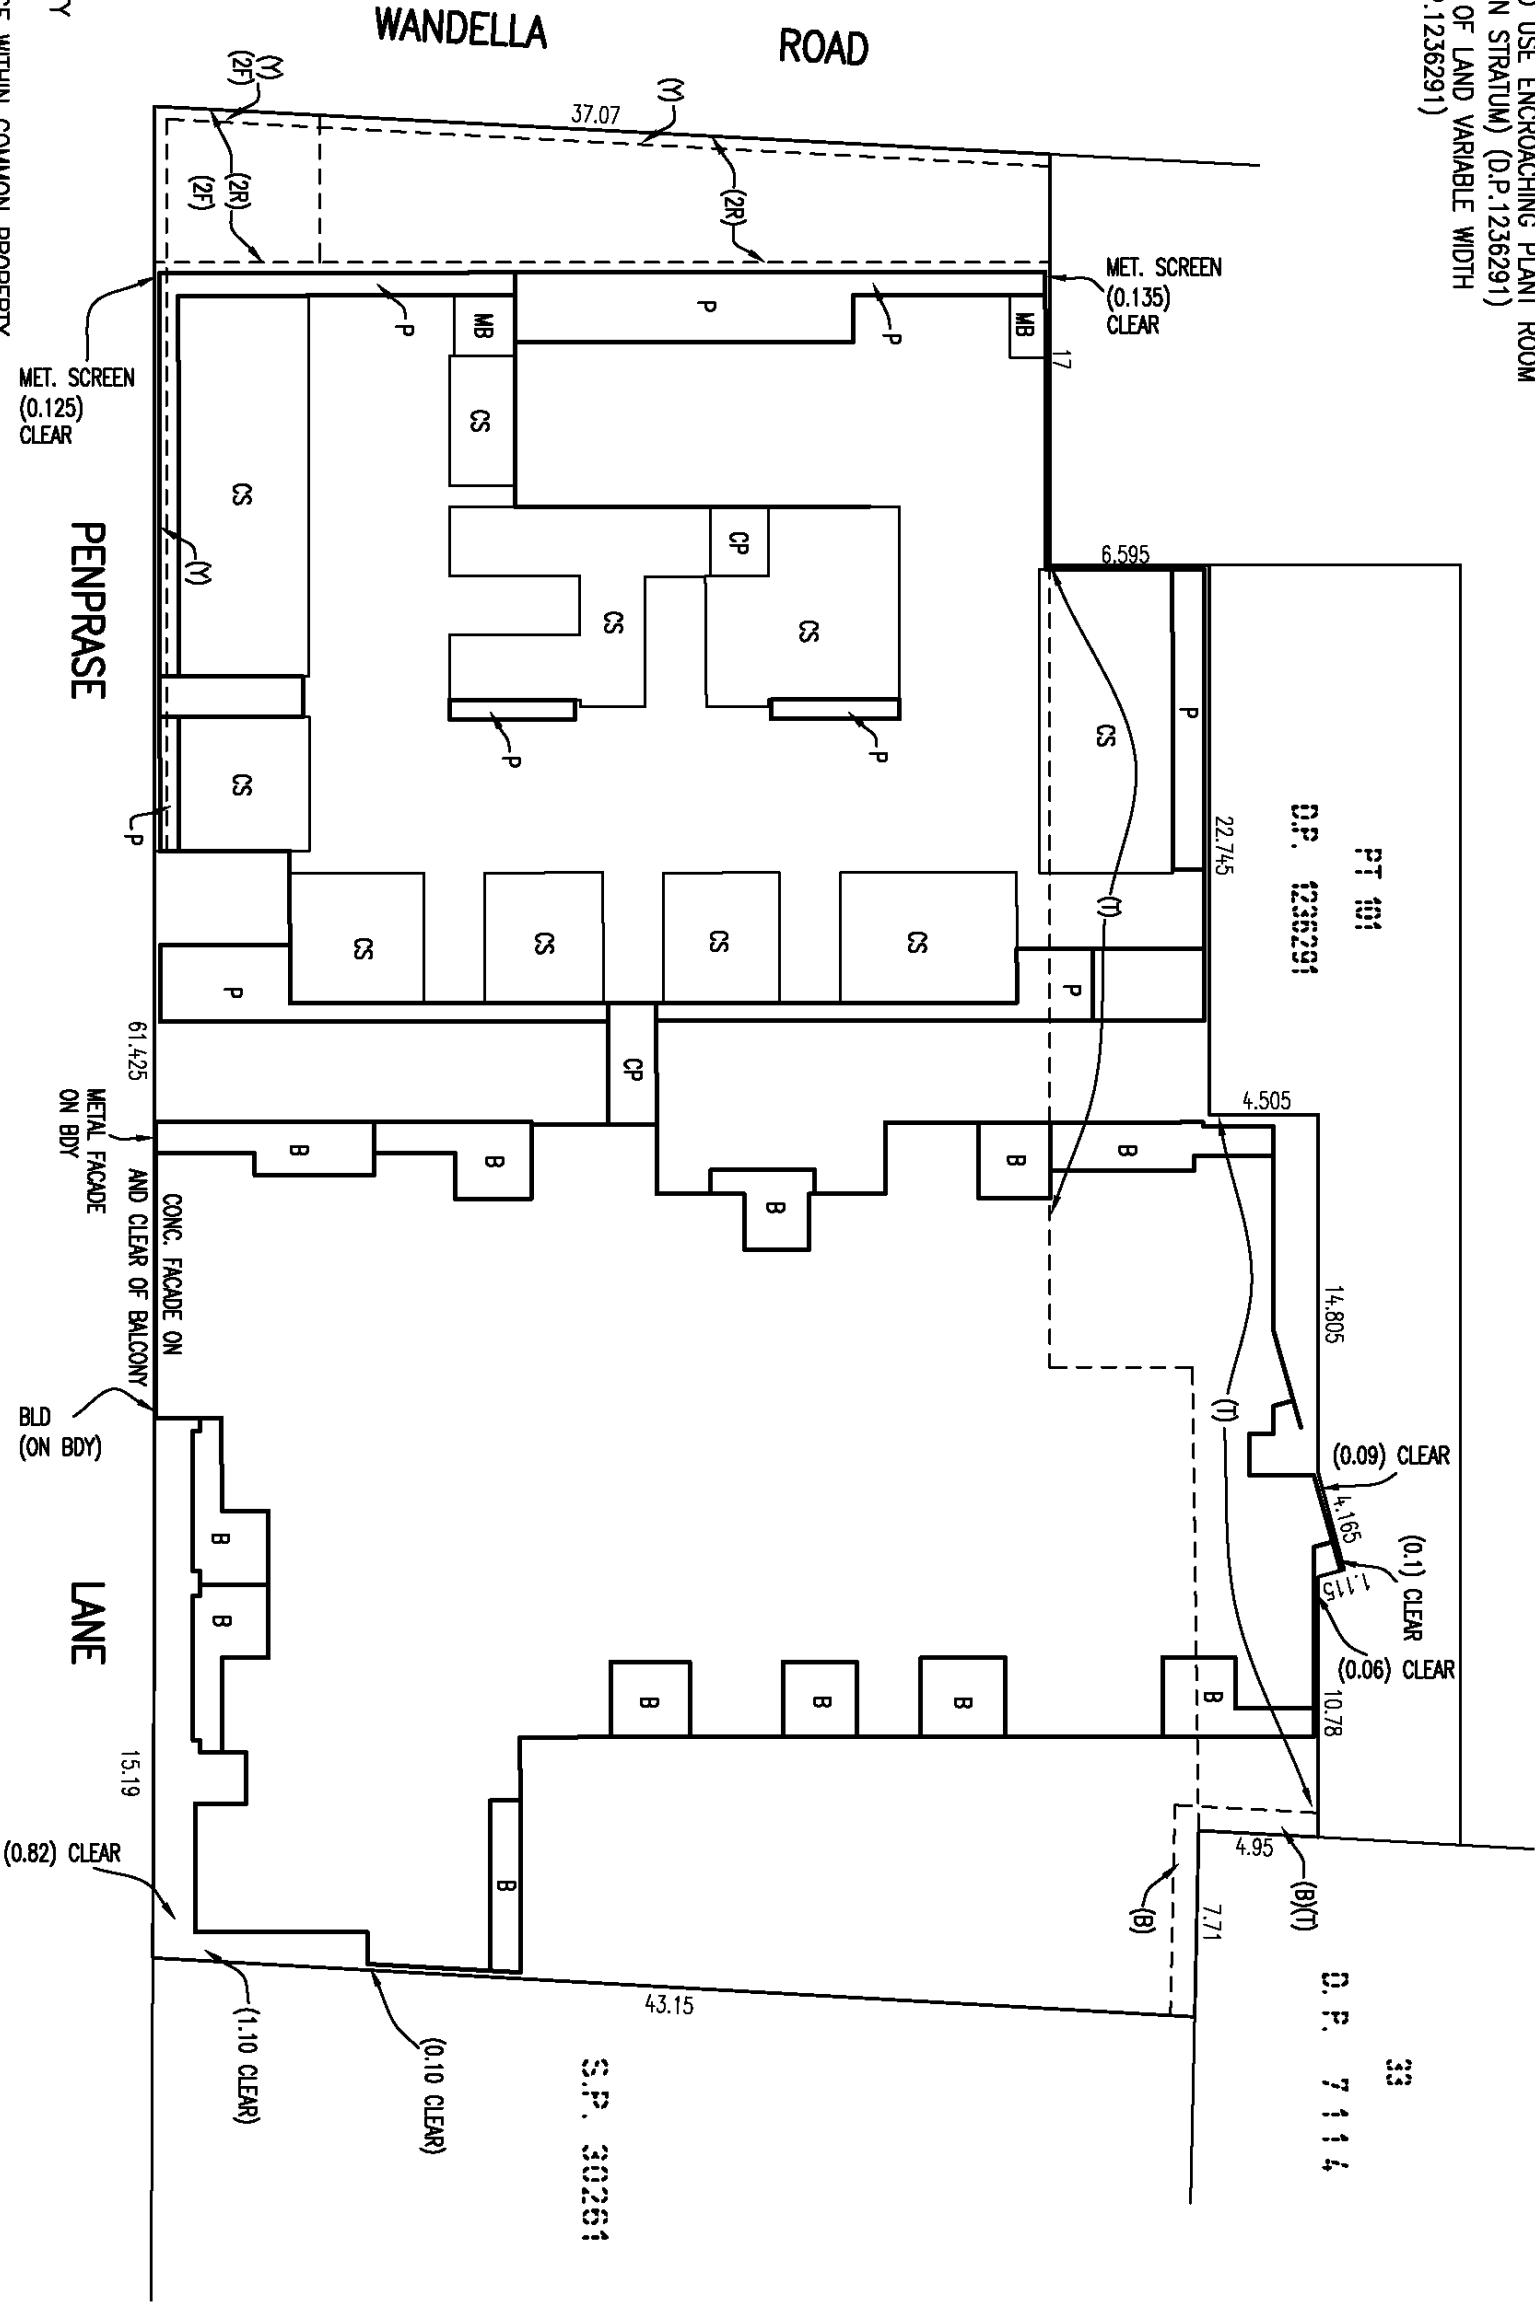 D USE ENCROACHING PLANT ROOM
N STRATUM) (D.P.1236291)
OF LAND VARIABLE WIDTH
P.1236291)
WANDELLA ROAD
Y
CE WITHIN COMMON PROPERTY
(Y)
(2F)
(2R)
(2F)
37.07
(Y)
(2R)
MET. SCREEN
(0.135)
CLEAR
MET. SCREEN
(0.125)
CLEAR
P
P
P
MB
MB
17
CS
CS
CP
CS
CS
6.595
CS
P
(Y)
PENPRASE
P
P
CS
P
22.745
PT 101
D.P. 1236291
(T)
CS
CS
CS
CS
P
P
CP
61.425
4.505
METAL FACADE
ON BDY
CONC. FACADE ON
AND CLEAR OF BALCONY
B
B
B
B
B
14.805
(T)
BLD
(ON BDY)
(0.09) CLEAR
4.165
(0.1) CLEAR
1.115
(0.06) CLEAR
10.78
B
B
LANE
B
B
B
B
15.19
(0.82) CLEAR
B
4.95
(B)(T)
(B)
7.71
43.15
(1.10 CLEAR)
(0.10 CLEAR)
33
D.P. 7114
S.P. 30261